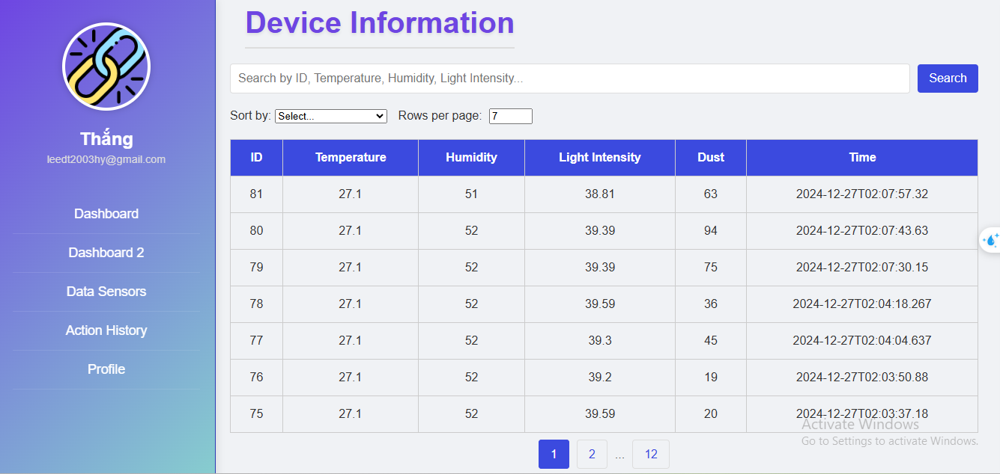 Device Information
Thắng
leedt2003hy@gmail.com
Dashboard
Dashboard 2
Data Sensors
Action History
Profile
Search by ID, Temperature, Humidity, Light Intensity...
Search
Sort by: Select... Rows per page: 7
ID Temperature Humidity Light Intensity Dust Time
81 27.1 51 38.81 63 2024-12-27T02:07:57.32
80 27.1 52 39.39 94 2024-12-27T02:07:43.63
79 27.1 52 39.39 75 2024-12-27T02:07:30.15
78 27.1 52 39.59 36 2024-12-27T02:04:18.267
77 27.1 52 39.3 45 2024-12-27T02:04:04.637
76 27.1 52 39.2 19 2024-12-27T02:03:50.88
75 27.1 52 39.59 20 2024-12-27T02:03:37.18
1 2 ... 12
Activate Windows
Go to Settings to activate Windows.